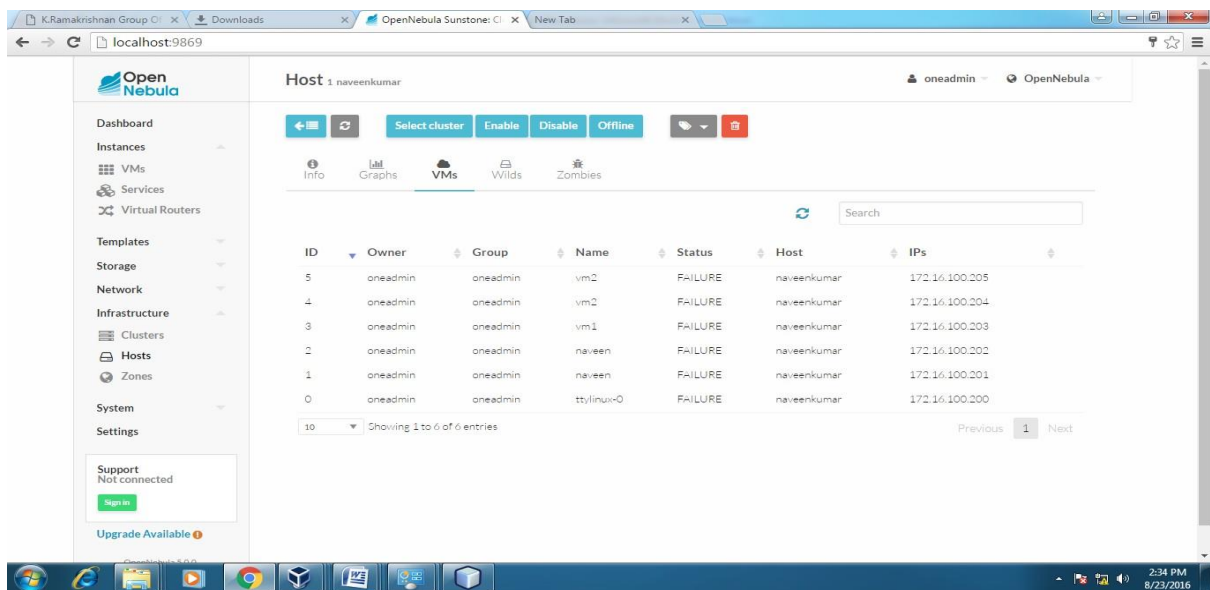 K.Ramakrishnan Group Of
Downloads
OpenNebula Sunstone: Cl
New Tab
localhost:9869
Open
Nebula
Host 1 naveenkumar
oneadmin
OpenNebula
Dashboard
Instances
VMs
Services
Virtual Routers
Templates
Storage
Network
Infrastructure
Clusters
Hosts
Zones
System
Settings
Support
Not connected
Sign in
Upgrade Available
OpenNebula 5.0.0
Select cluster Enable Disable Offline
Info Graphs VMs Wilds Zombies
Search
ID Owner Group Name Status Host IPs
5 oneadmin oneadmin vm2 FAILURE naveenkumar 172.16.100.205
4 oneadmin oneadmin vm2 FAILURE naveenkumar 172.16.100.204
3 oneadmin oneadmin vm1 FAILURE naveenkumar 172.16.100.203
2 oneadmin oneadmin naveen FAILURE naveenkumar 172.16.100.202
1 oneadmin oneadmin naveen FAILURE naveenkumar 172.16.100.201
0 oneadmin oneadmin ttylinux-0 FAILURE naveenkumar 172.16.100.200
10 Showing 1 to 6 of 6 entries
Previous 1 Next
2:34 PM
8/23/2016